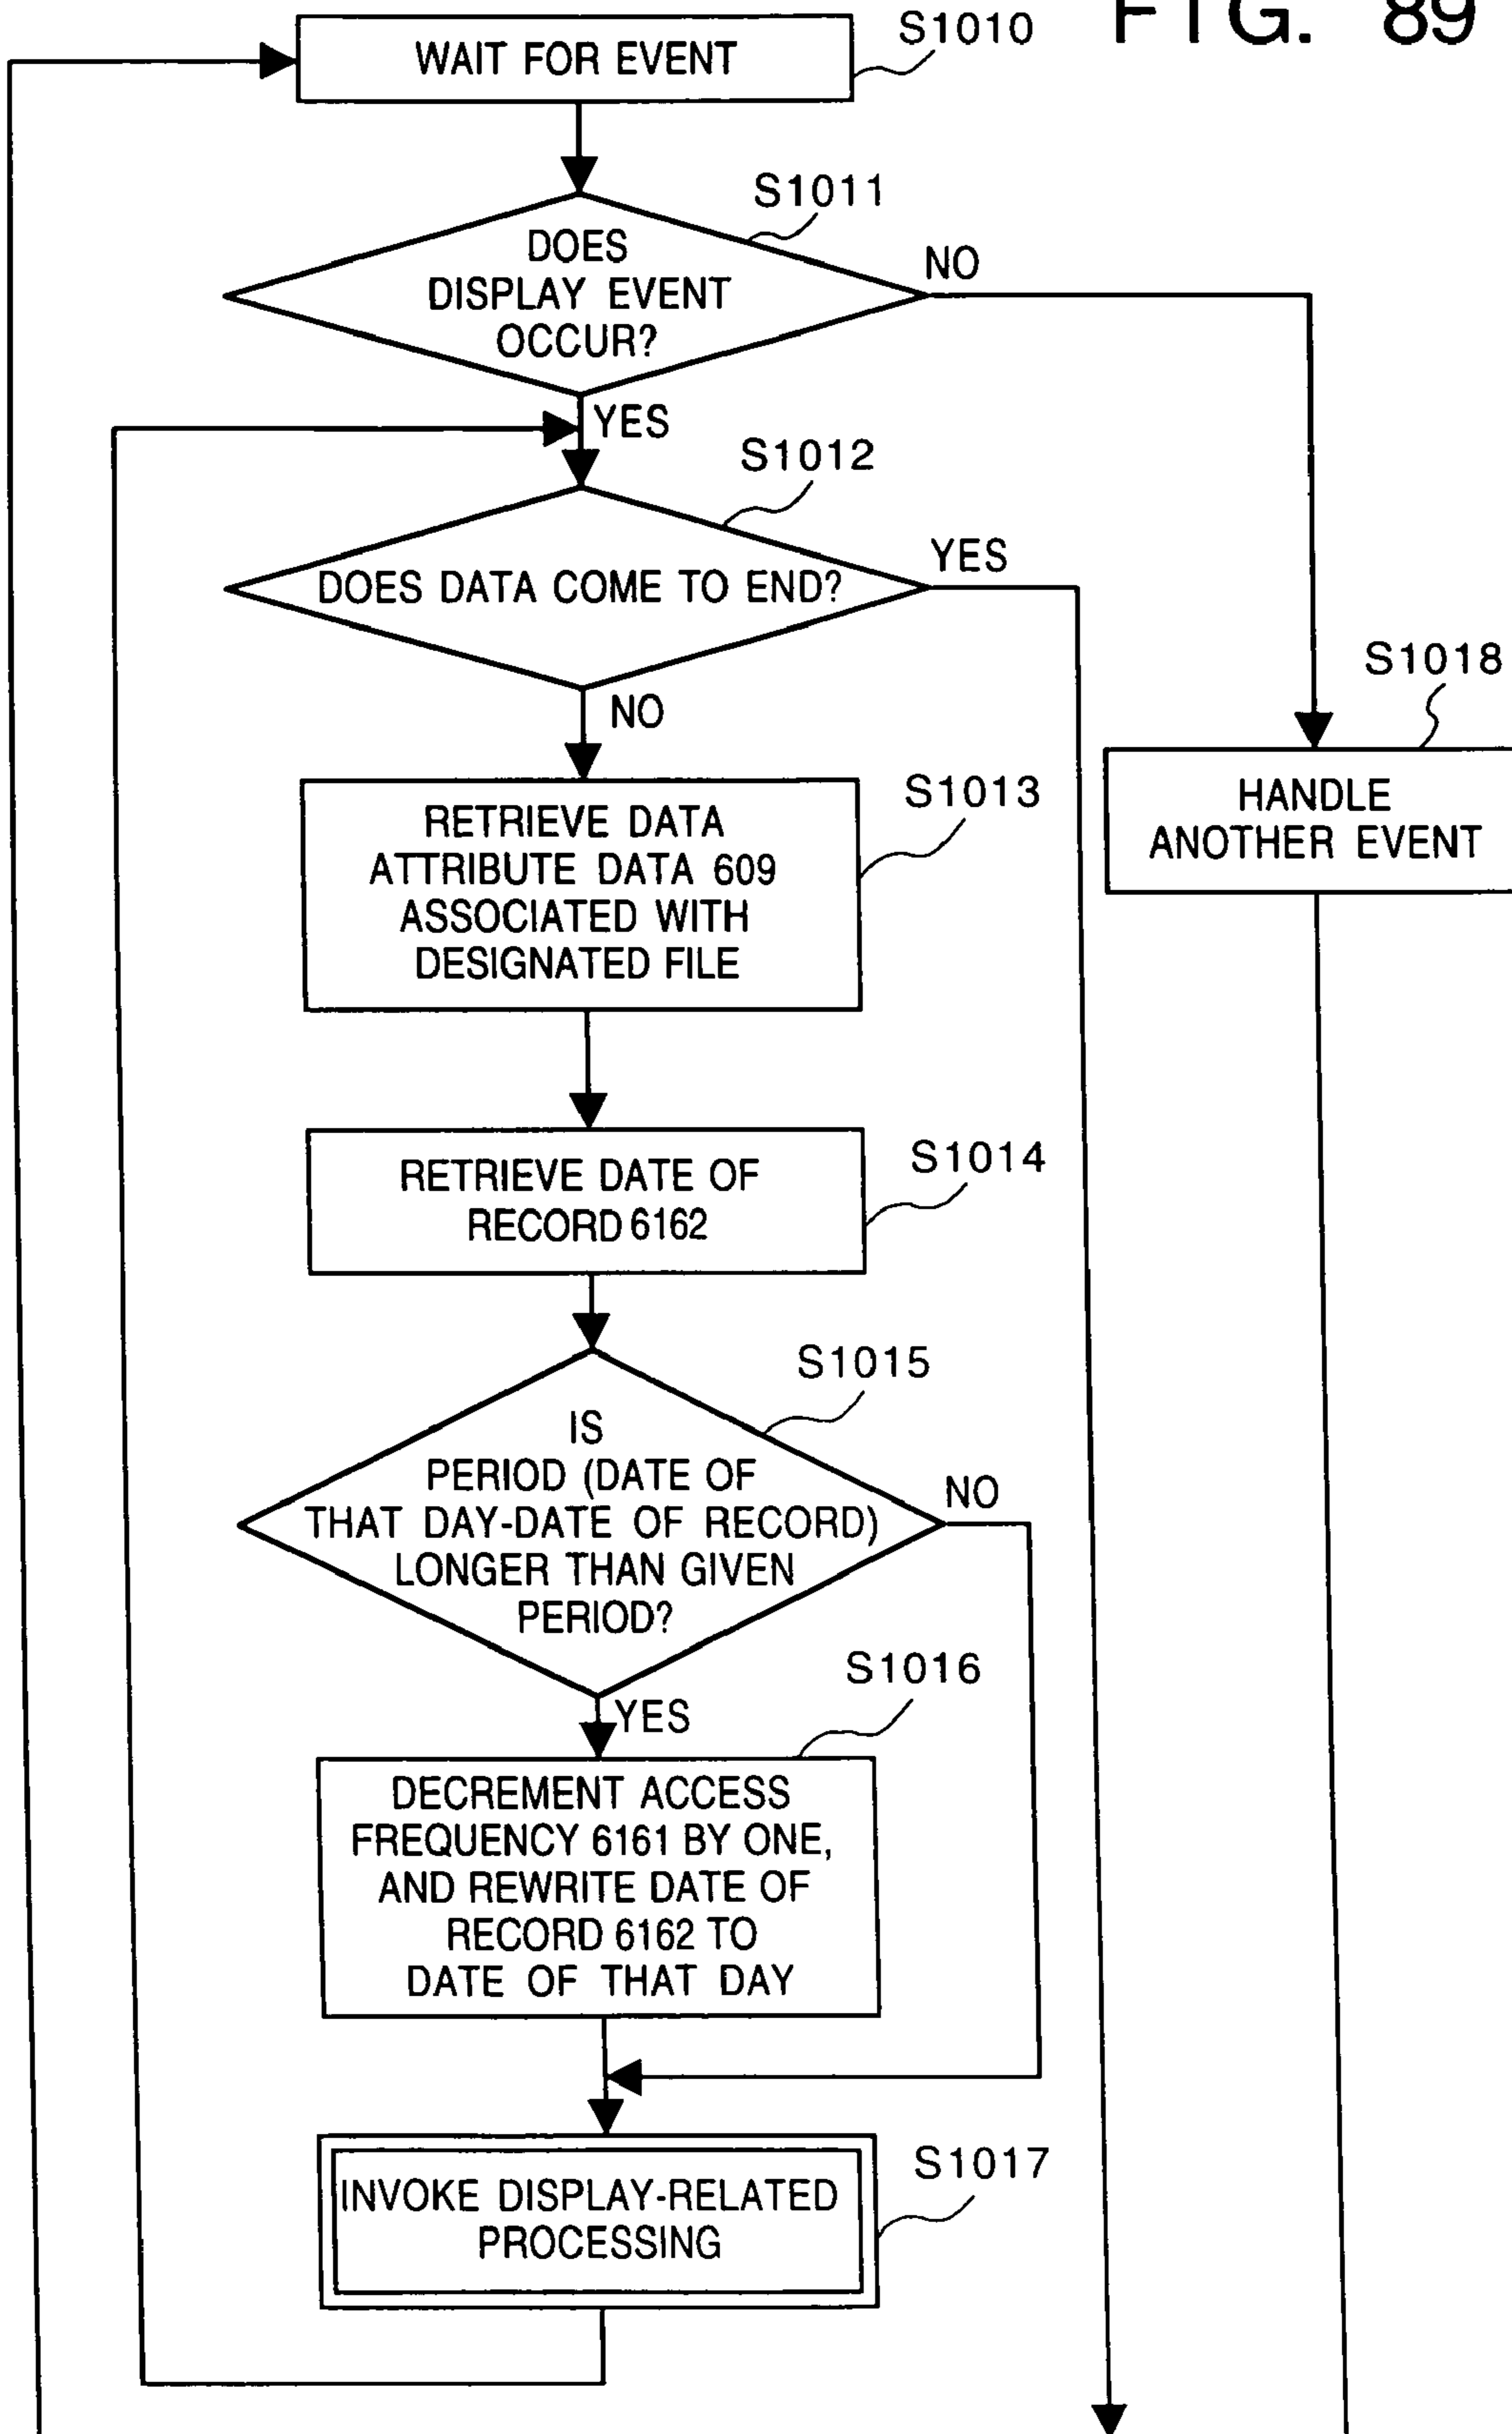 FIG. 89
WAIT FOR EVENT
S1010
S1011
DOES
DISPLAY EVENT
OCCUR?
NO
YES
S1012
DOES DATA COME TO END?
YES
NO
S1018
HANDLE
ANOTHER EVENT
S1013
RETRIEVE DATA
ATTRIBUTE DATA 609
ASSOCIATED WITH
DESIGNATED FILE
S1014
RETRIEVE DATE OF
RECORD 6162
S1015
IS
PERIOD (DATE OF
THAT DAY-DATE OF RECORD)
LONGER THAN GIVEN
PERIOD?
NO
YES
S1016
DECREMENT ACCESS
FREQUENCY 6161 BY ONE,
AND REWRITE DATE OF
RECORD 6162 TO
DATE OF THAT DAY
S1017
INVOKE DISPLAY-RELATED
PROCESSING